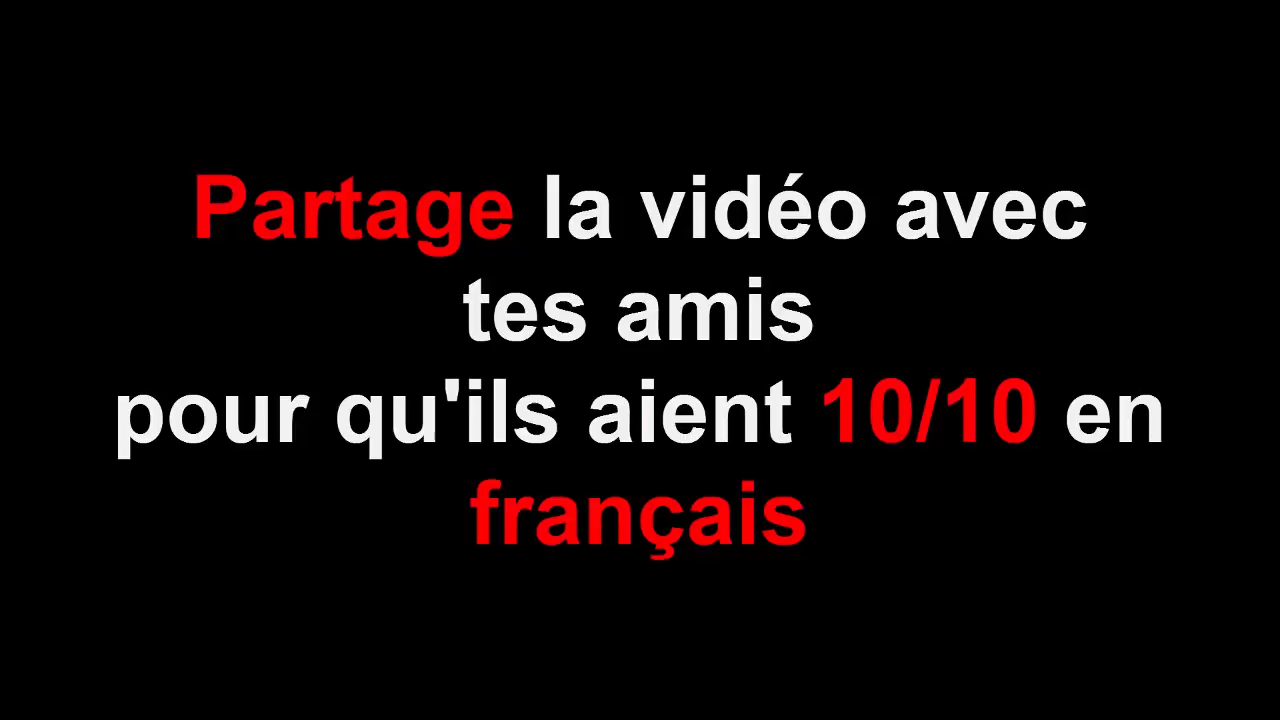 Partage la vidéo avec
tes amis
pour qu'ils aient 10/10 en
français